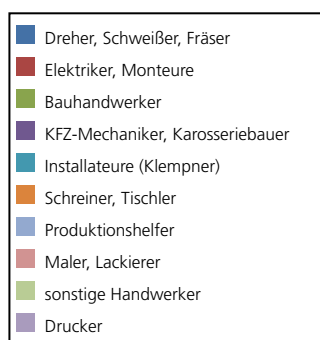 Dreher, Schweißer, Fräser
Elektriker, Monteure
Bauhandwerker
KFZ-Mechaniker, Karosseriebauer
Installateure (Klempner)
Schreiner, Tischler
Produktionshelfer
Maler, Lackierer
sonstige Handwerker
Drucker